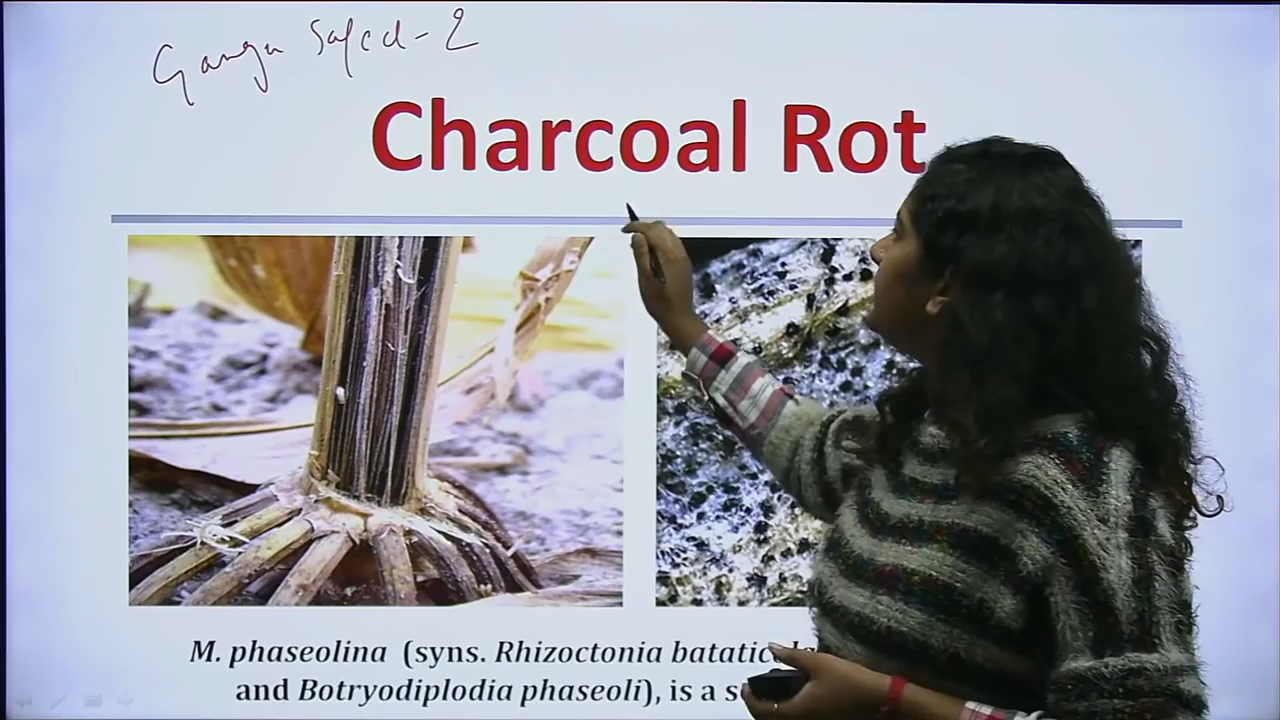 Ganga Safed-2
Charcoal Rot
M. phaseolina (syns. Rhizoctonia bataticola
and Botryodiplodia phaseoli), is a